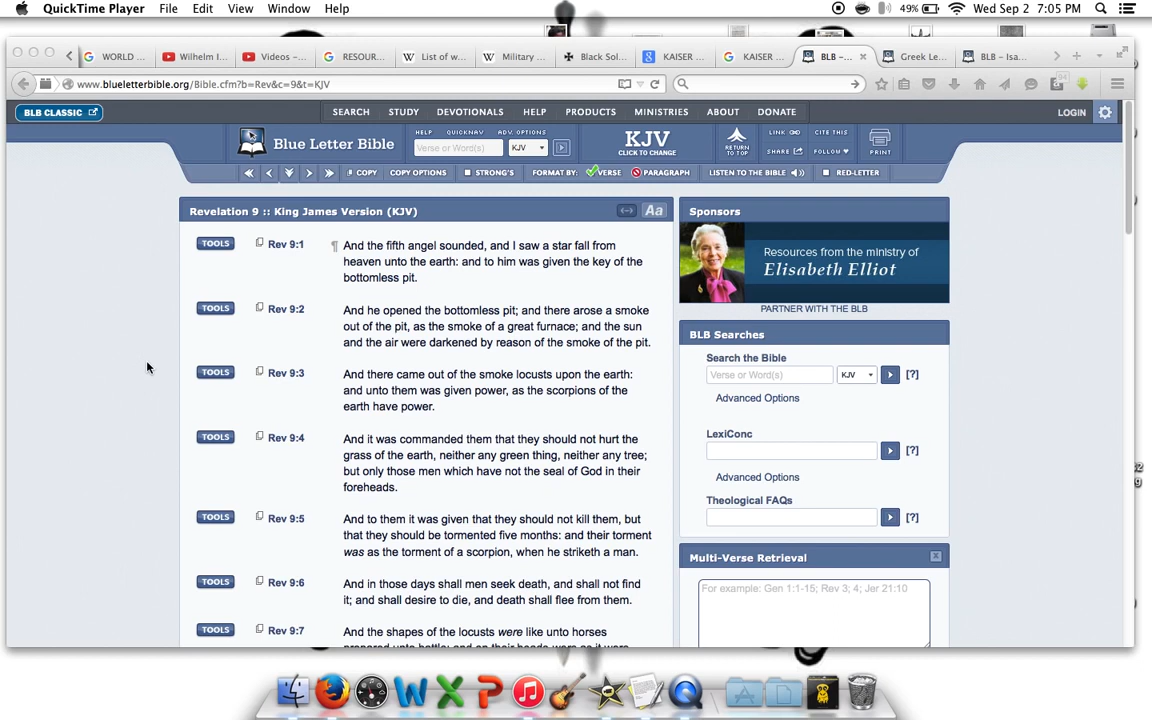 QuickTime Player File Edit View Window Help 49% Wed Sep 2 7:05 PM
WORLD ... Wilhelm I... Videos –... RESOUR... List of w... Military ... Black Sol... KAISER ... KAISER ... BLB –... Greek Le... BLB – Isa...
www.blueletterbible.org/Bible.cfm?b=Rev&c=9&t=KJV
BLB CLASSIC SEARCH STUDY DEVOTIONALS HELP PRODUCTS MINISTRIES ABOUT DONATE LOGIN
Blue Letter Bible
HELP QUICKNAV ADV. OPTIONS
Verse or Word(s) KJV
KJV
CLICK TO CHANGE
RETURN
TO TOP
LINK CITE THIS
SHARE FOLLOW
PRINT
COPY COPY OPTIONS STRONG'S FORMAT BY: VERSE PARAGRAPH LISTEN TO THE BIBLE RED-LETTER
Revelation 9 :: King James Version (KJV) Aa
TOOLS Rev 9:1 ¶ And the fifth angel sounded, and I saw a star fall from
heaven unto the earth: and to him was given the key of the
bottomless pit.
TOOLS Rev 9:2 And he opened the bottomless pit; and there arose a smoke
out of the pit, as the smoke of a great furnace; and the sun
and the air were darkened by reason of the smoke of the pit.
TOOLS Rev 9:3 And there came out of the smoke locusts upon the earth:
and unto them was given power, as the scorpions of the
earth have power.
TOOLS Rev 9:4 And it was commanded them that they should not hurt the
grass of the earth, neither any green thing, neither any tree;
but only those men which have not the seal of God in their
foreheads.
TOOLS Rev 9:5 And to them it was given that they should not kill them, but
that they should be tormented five months: and their torment
was as the torment of a scorpion, when he striketh a man.
TOOLS Rev 9:6 And in those days shall men seek death, and shall not find
it; and shall desire to die, and death shall flee from them.
TOOLS Rev 9:7 And the shapes of the locusts were like unto horses
prepared unto battle; and on their heads were as it were
Sponsors
Resources from the ministry of
Elisabeth Elliot
PARTNER WITH THE BLB
BLB Searches
Search the Bible
Verse or Word(s) KJV [?]
Advanced Options
LexiConc
[?]
Advanced Options
Theological FAQs
[?]
Multi-Verse Retrieval
For example: Gen 1:1-15; Rev 3; 4; Jer 21:10